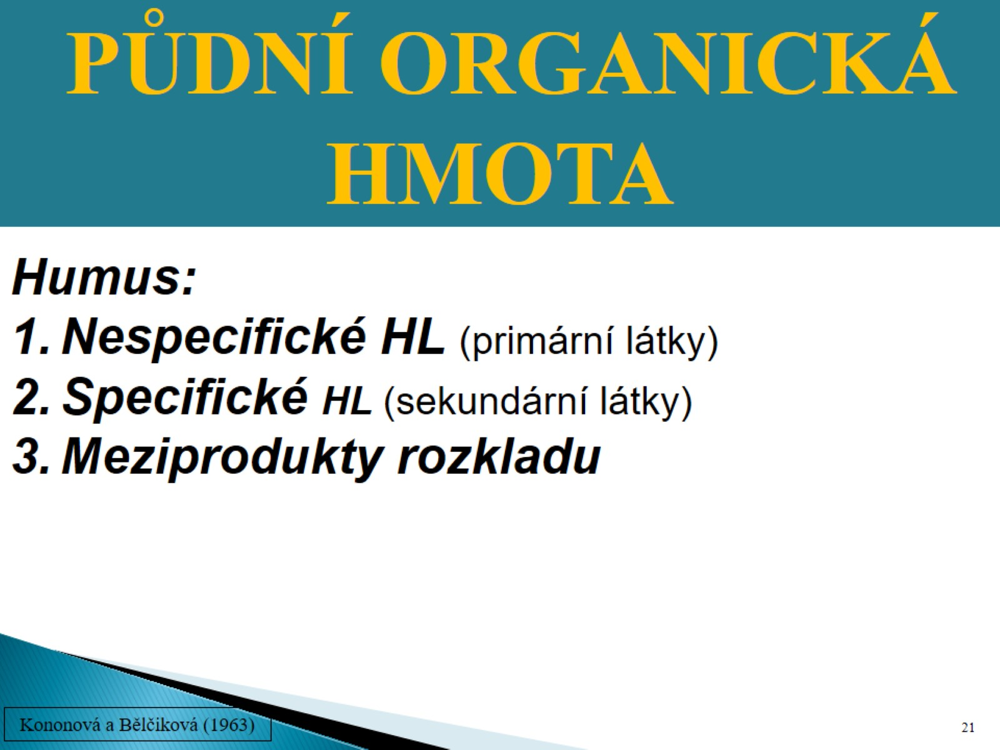 PŮDNÍ ORGANICKÁ
HMOTA
Humus:
1. Nespecifické HL (primární látky)
2. Specifické HL (sekundární látky)
3. Meziprodukty rozkladu
Kononová a Bělčiková (1963)
21